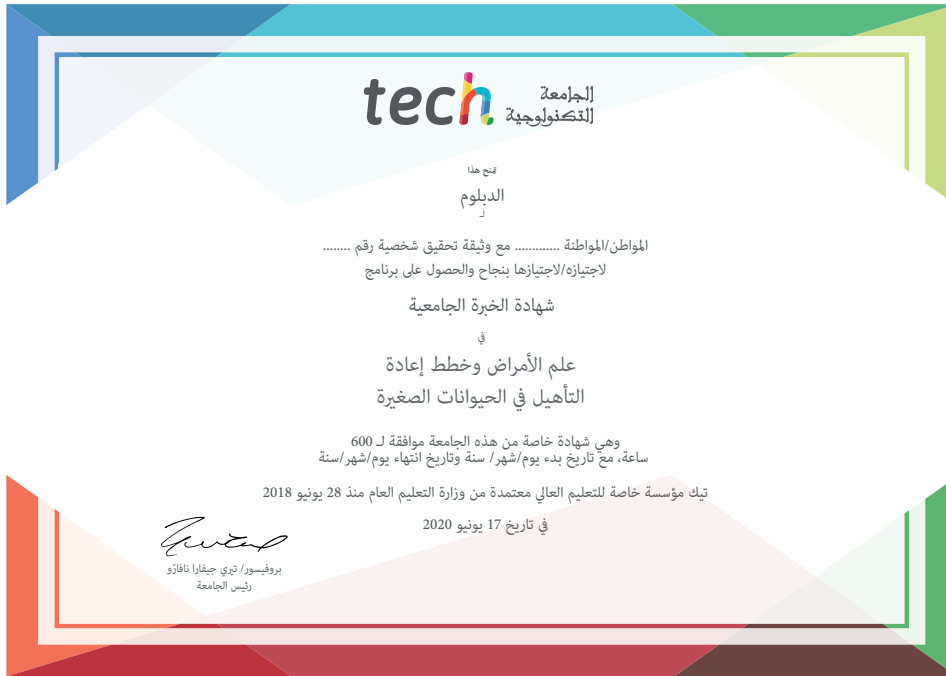 tech الجامعة
التكنولوجية
تمنح هذا
الدبلوم
لـ
المواطن/المواطنة ............. مع وثيقة تحقيق شخصية رقم ........
لاجتيازه/لاجتيازها بنجاح والحصول على برنامج
شهادة الخبرة الجامعية
في
علم الأمراض وخطط إعادة
التأهيل في الحيوانات الصغيرة
وهي شهادة خاصة من هذه الجامعة موافقة لـ 600
ساعة، مع تاريخ بدء يوم/شهر/ سنة وتاريخ انتهاء يوم/شهر/سنة
تيك مؤسسة خاصة للتعليم العالي معتمدة من وزارة التعليم العام منذ 28 يونيو 2018
في تاريخ 17 يونيو 2020
بروفيسور/ تيري جيفارا نافارّو
رئيس الجامعة